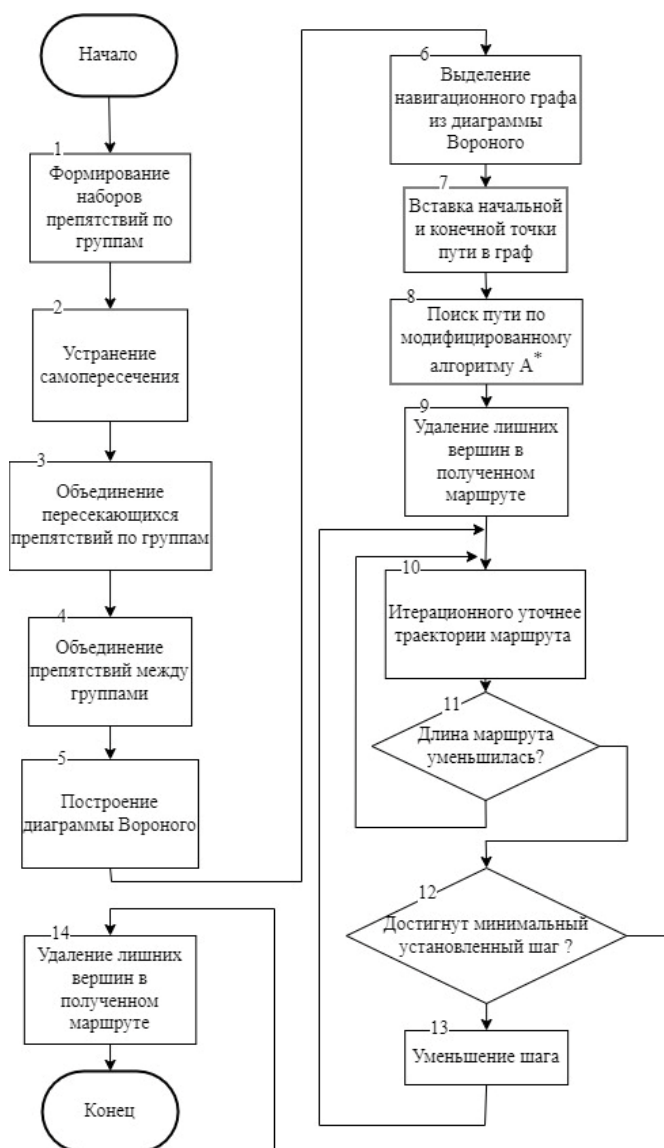 Начало
1
Формирование
наборов
препятствий по
группам
2
Устранение
самопересечения
3
Объединение
пересекающихся
препятствий по группам
4
Объединение
препятствий между
группами
5
Построение
диаграммы Вороного
6
Выделение
навигационного графа
из диаграммы
Вороного
7
Вставка начальной
и конечной точки
пути в граф
8
Поиск пути по
модифицированному
алгоритму А*
9
Удаление лишних
вершин в
полученном
маршруте
10
Итерационного уточнее
траектории маршрута
11
Длина маршрута
уменьшилась?
12
Достигнут минимальный
установленный шаг ?
13
Уменьшение шага
14
Удаление лишних
вершин в
полученном
маршруте
Конец